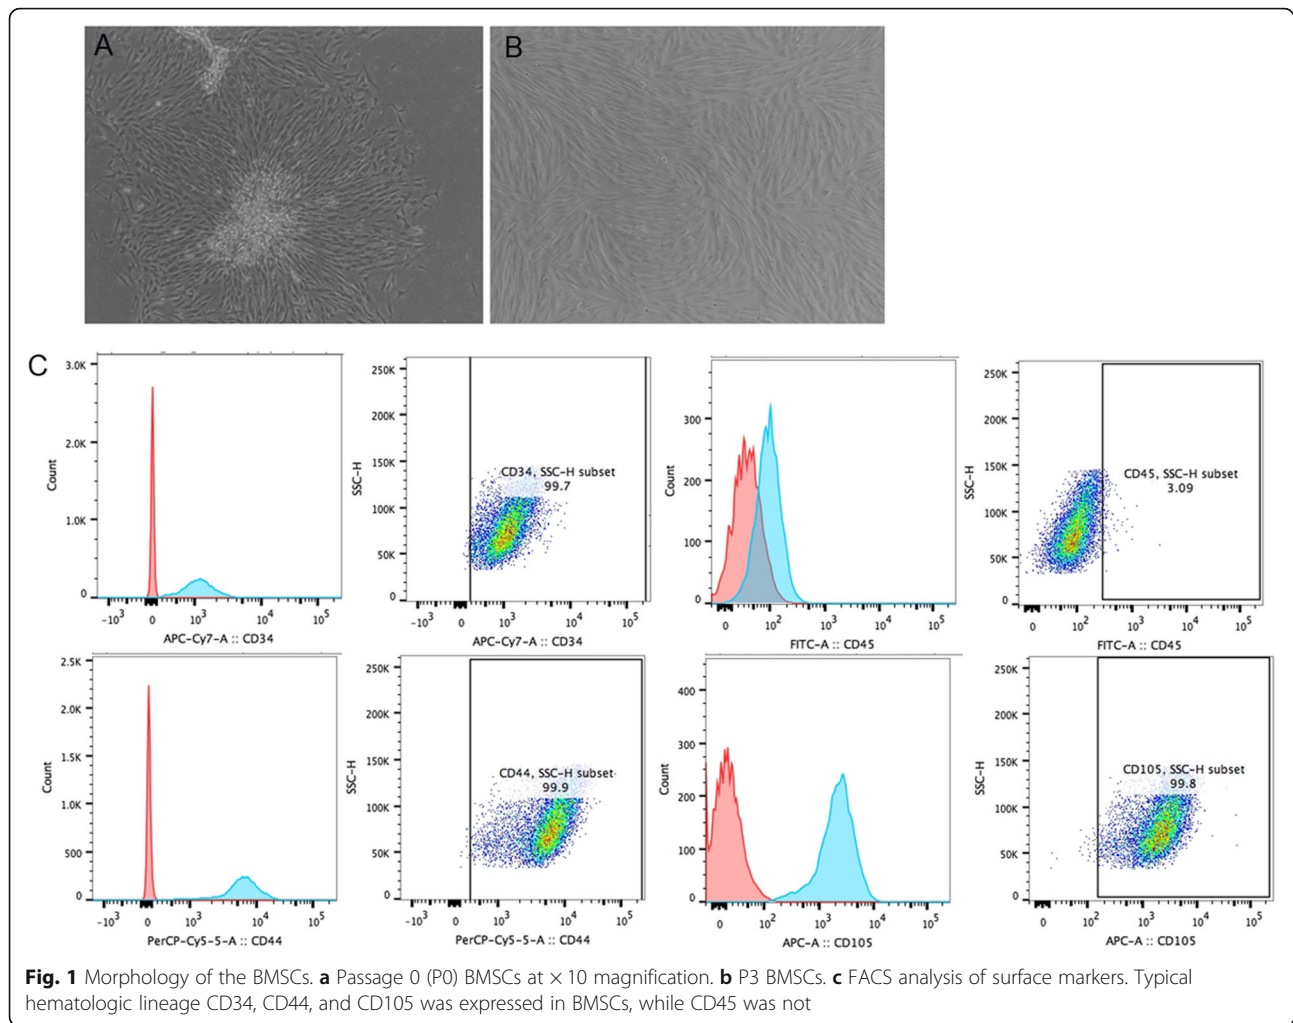 A
B
C
3.0K
2.0K
1.0K
0
Count
-10³ 0 10³ 10⁴ 10⁵
APC-Cy7-A :: CD34
250K
200K
150K
100K
50K
0
SSC-H
CD34, SSC-H subset
99.7
-10³ 0 10³ 10⁴ 10⁵
APC-Cy7-A :: CD34
300
200
100
0
Count
0 10² 10³ 10⁴ 10⁵
FITC-A :: CD45
250K
200K
150K
100K
50K
0
SSC-H
CD45, SSC-H subset
3.09
0 10² 10³ 10⁴ 10⁵
FITC-A :: CD45
2.5K
2.0K
1.5K
1.0K
500
0
Count
-10³ 0 10³ 10⁴ 10⁵
PerCP-Cy5-5-A :: CD44
250K
200K
150K
100K
50K
0
SSC-H
CD44, SSC-H subset
99.9
-10³ 0 10³ 10⁴ 10⁵
PerCP-Cy5-5-A :: CD44
400
300
200
100
0
Count
0 10² 10³ 10⁴ 10⁵
APC-A :: CD105
250K
200K
150K
100K
50K
0
SSC-H
CD105, SSC-H subset
99.8
0 10² 10³ 10⁴ 10⁵
APC-A :: CD105
Fig. 1 Morphology of the BMSCs. a Passage 0 (P0) BMSCs at × 10 magnification. b P3 BMSCs. c FACS analysis of surface markers. Typical
hematologic lineage CD34, CD44, and CD105 was expressed in BMSCs, while CD45 was not